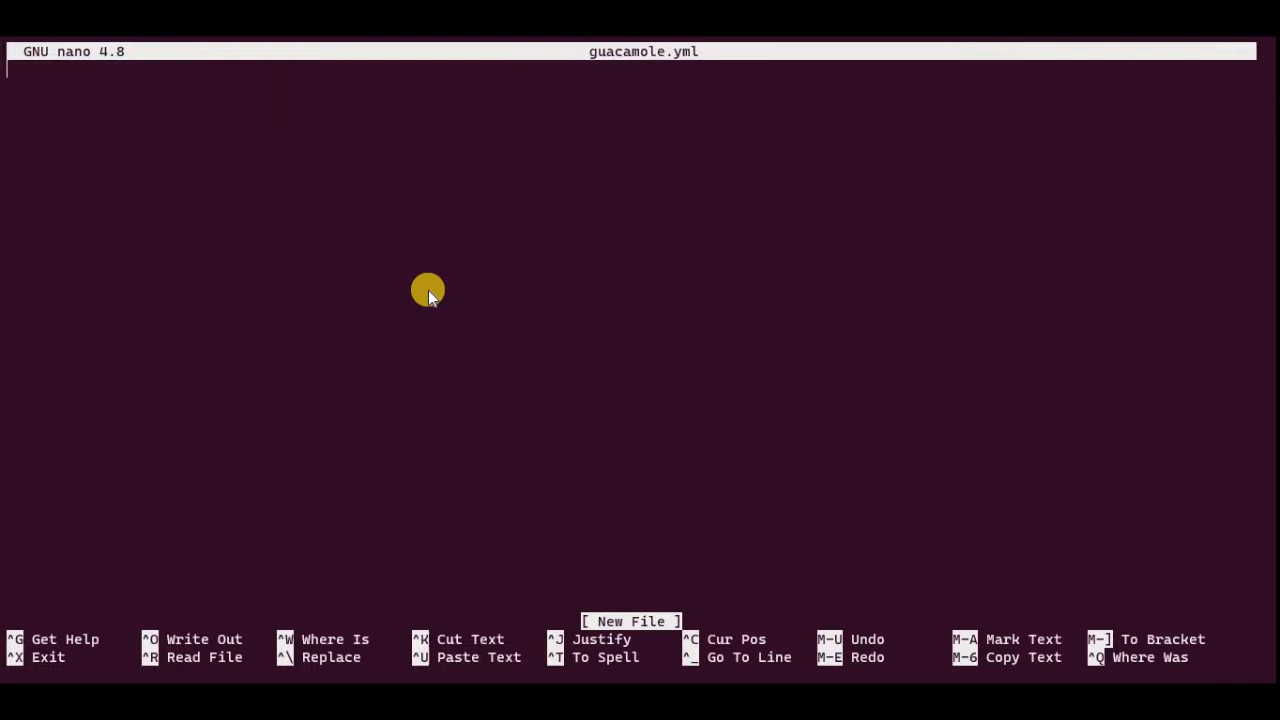 GNU nano 4.8 guacamole.yml
[ New File ]
^G Get Help ^O Write Out ^W Where Is ^K Cut Text ^J Justify ^C Cur Pos M-U Undo M-A Mark Text M-] To Bracket
^X Exit ^R Read File ^\ Replace ^U Paste Text ^T To Spell ^_ Go To Line M-E Redo M-6 Copy Text ^Q Where Was